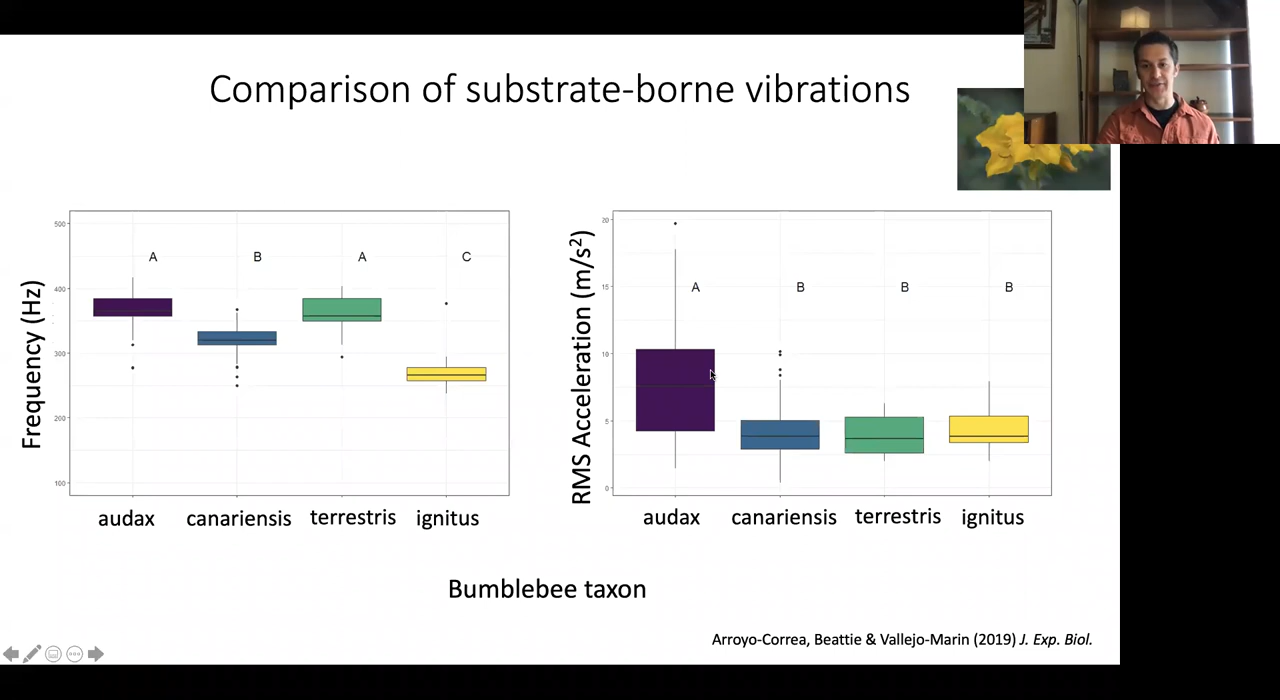 Comparison of substrate-borne vibrations
Frequency (Hz)
500
400
300
200
100
A
B
A
C
audax
canariensis
terrestris
ignitus
RMS Acceleration (m/s²)
20
15
10
5
0
A
B
B
B
audax
canariensis
terrestris
ignitus
Bumblebee taxon
Arroyo-Correa, Beattie & Vallejo-Marin (2019) J. Exp. Biol.